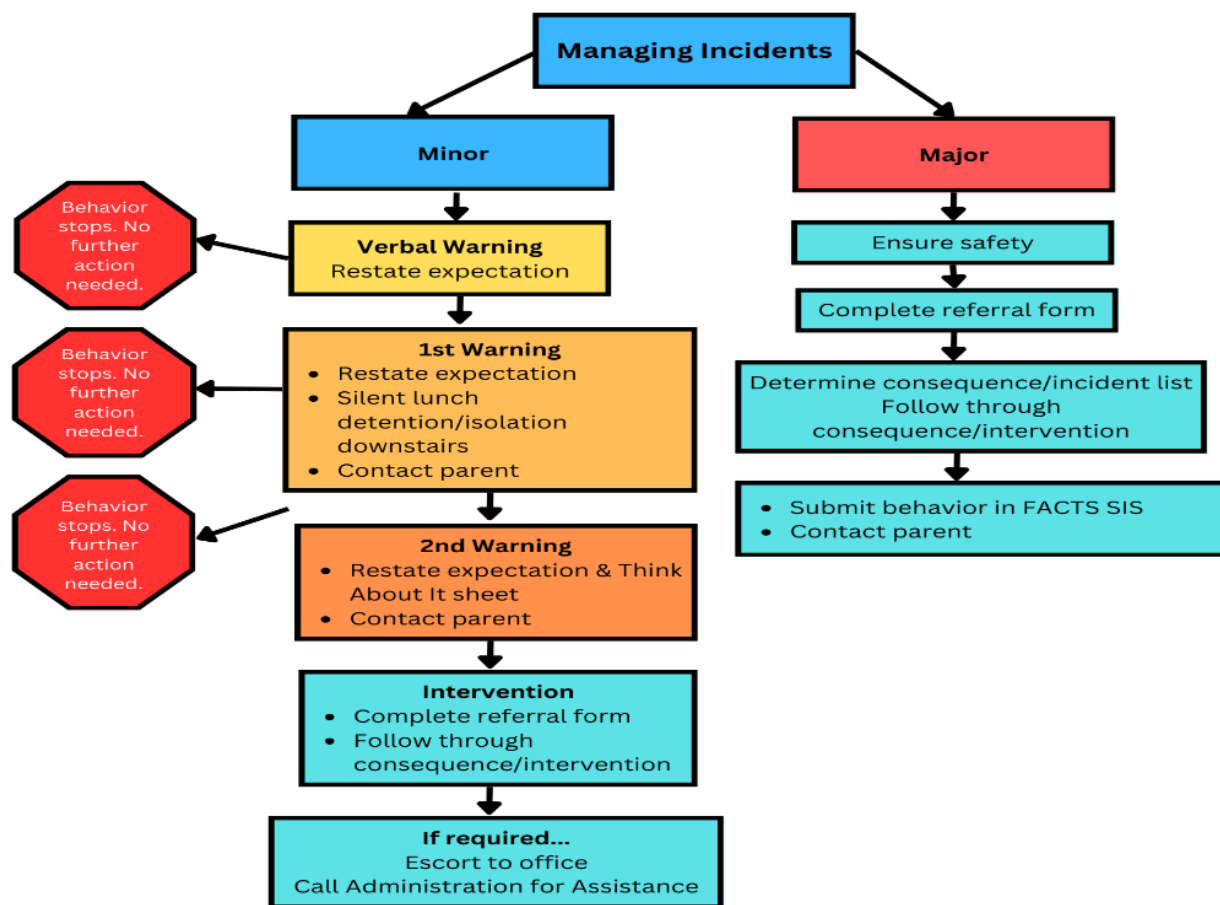 Managing Incidents
Minor
Major
Behavior
stops. No
further
action
needed.
Verbal Warning
Restate expectation
Ensure safety
Complete referral form
Behavior
stops. No
further
action
needed.
1st Warning
• Restate expectation
• Silent lunch
detention/isolation
downstairs
• Contact parent
Determine consequence/incident list
Follow through
consequence/intervention
Behavior
stops. No
further
action
needed.
2nd Warning
• Restate expectation & Think
About It sheet
• Contact parent
• Submit behavior in FACTS SIS
• Contact parent
Intervention
• Complete referral form
• Follow through
consequence/intervention
If required...
Escort to office
Call Administration for Assistance